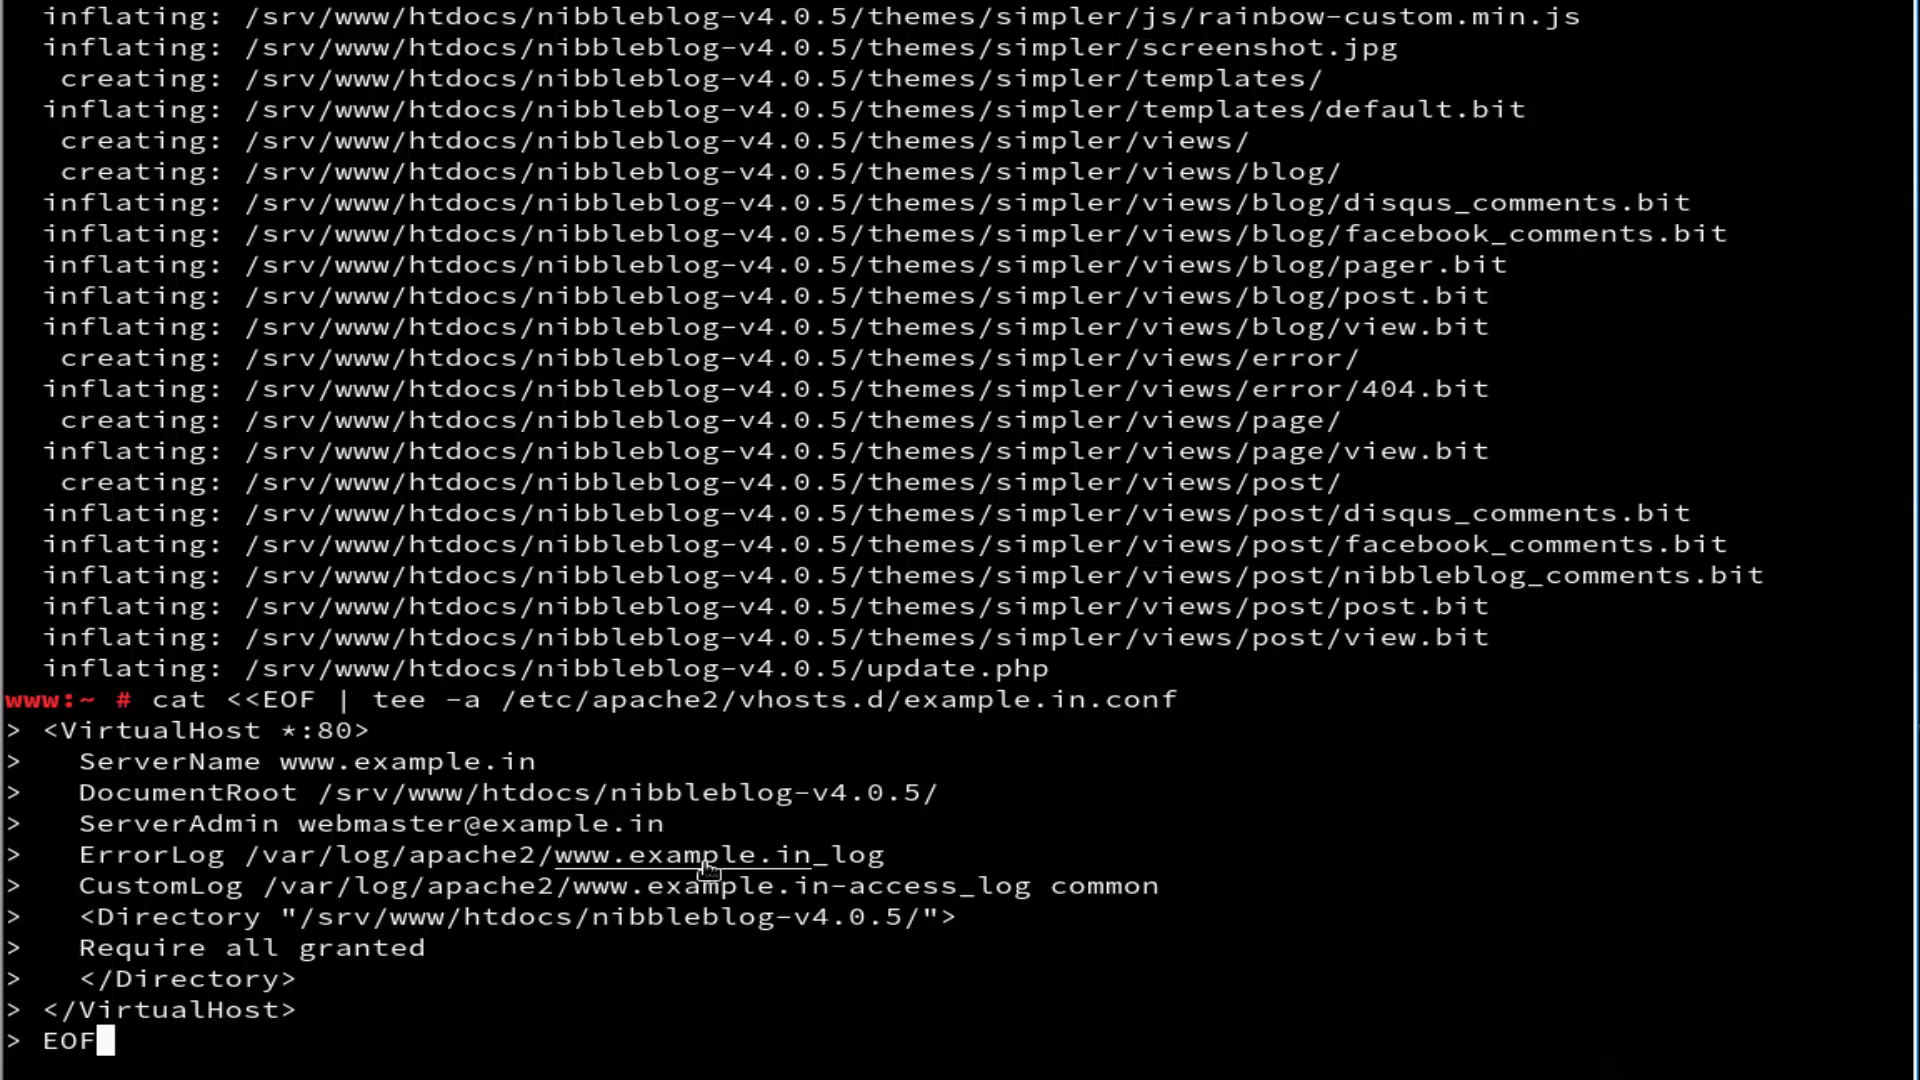 inflating: /srv/www/htdocs/nibbleblog-v4.0.5/themes/simpler/js/rainbow-custom.min.js
inflating: /srv/www/htdocs/nibbleblog-v4.0.5/themes/simpler/screenshot.jpg
creating: /srv/www/htdocs/nibbleblog-v4.0.5/themes/simpler/templates/
inflating: /srv/www/htdocs/nibbleblog-v4.0.5/themes/simpler/templates/default.bit
creating: /srv/www/htdocs/nibbleblog-v4.0.5/themes/simpler/views/
creating: /srv/www/htdocs/nibbleblog-v4.0.5/themes/simpler/views/blog/
inflating: /srv/www/htdocs/nibbleblog-v4.0.5/themes/simpler/views/blog/disqus_comments.bit
inflating: /srv/www/htdocs/nibbleblog-v4.0.5/themes/simpler/views/blog/facebook_comments.bit
inflating: /srv/www/htdocs/nibbleblog-v4.0.5/themes/simpler/views/blog/pager.bit
inflating: /srv/www/htdocs/nibbleblog-v4.0.5/themes/simpler/views/blog/post.bit
inflating: /srv/www/htdocs/nibbleblog-v4.0.5/themes/simpler/views/blog/view.bit
creating: /srv/www/htdocs/nibbleblog-v4.0.5/themes/simpler/views/error/
inflating: /srv/www/htdocs/nibbleblog-v4.0.5/themes/simpler/views/error/404.bit
creating: /srv/www/htdocs/nibbleblog-v4.0.5/themes/simpler/views/page/
inflating: /srv/www/htdocs/nibbleblog-v4.0.5/themes/simpler/views/page/view.bit
creating: /srv/www/htdocs/nibbleblog-v4.0.5/themes/simpler/views/post/
inflating: /srv/www/htdocs/nibbleblog-v4.0.5/themes/simpler/views/post/disqus_comments.bit
inflating: /srv/www/htdocs/nibbleblog-v4.0.5/themes/simpler/views/post/facebook_comments.bit
inflating: /srv/www/htdocs/nibbleblog-v4.0.5/themes/simpler/views/post/nibbleblog_comments.bit
inflating: /srv/www/htdocs/nibbleblog-v4.0.5/themes/simpler/views/post/post.bit
inflating: /srv/www/htdocs/nibbleblog-v4.0.5/themes/simpler/views/post/view.bit
inflating: /srv/www/htdocs/nibbleblog-v4.0.5/update.php
www:~ # cat <<EOF | tee -a /etc/apache2/vhosts.d/example.in.conf
> <VirtualHost *:80>
>   ServerName www.example.in
>   DocumentRoot /srv/www/htdocs/nibbleblog-v4.0.5/
>   ServerAdmin webmaster@example.in
>   ErrorLog /var/log/apache2/www.example.in_log
>   CustomLog /var/log/apache2/www.example.in-access_log common
>   <Directory "/srv/www/htdocs/nibbleblog-v4.0.5/">
>   Require all granted
>   </Directory>
> </VirtualHost>
> EOF